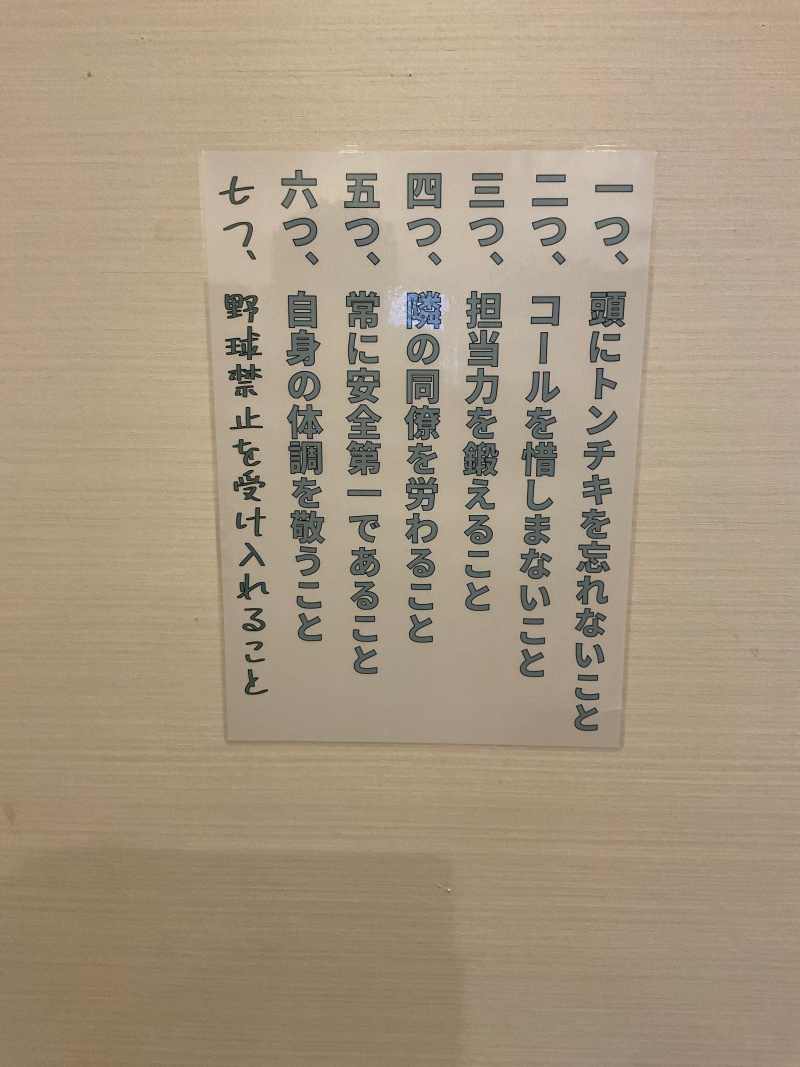 一つ、頭にトンチキを忘れないこと
二つ、コールを惜しまないこと
三つ、担当力を鍛えること
四つ、隣の同僚を労わること
五つ、常に安全第一であること
六つ、自身の体調を敬うこと
七つ、野球禁止を受け入れること